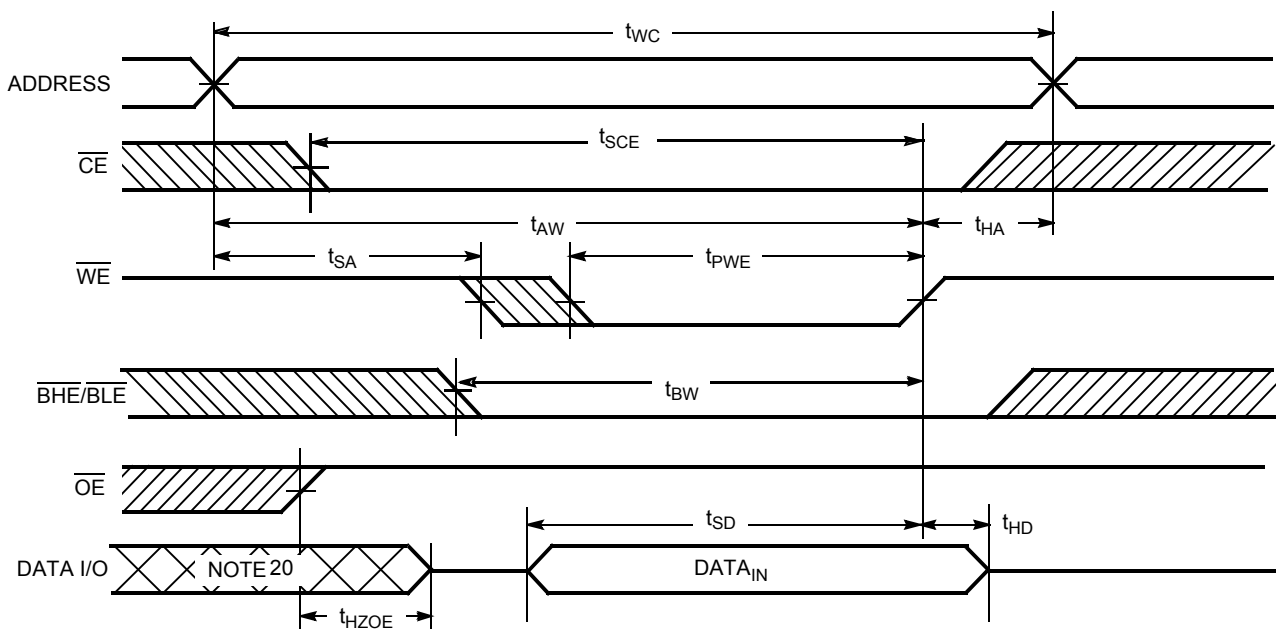 tWC
ADDRESS
tSCE
CE
tAW
tHA
tSA
tPWE
WE
tBW
BHE/BLE
OE
tSD
tHD
DATA I/O
NOTE 20
DATAIN
tHZOE